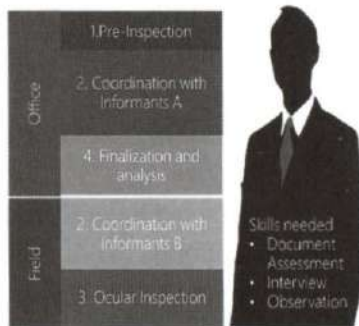 Office
1.Pre-Inspection
2. Coordination with
Informants A
4. Finalization and
analysis
Field
2. Coordination with
Informants B
3. Ocular Inspection
Skills needed
• Document
Assessment
• Interview
• Observation